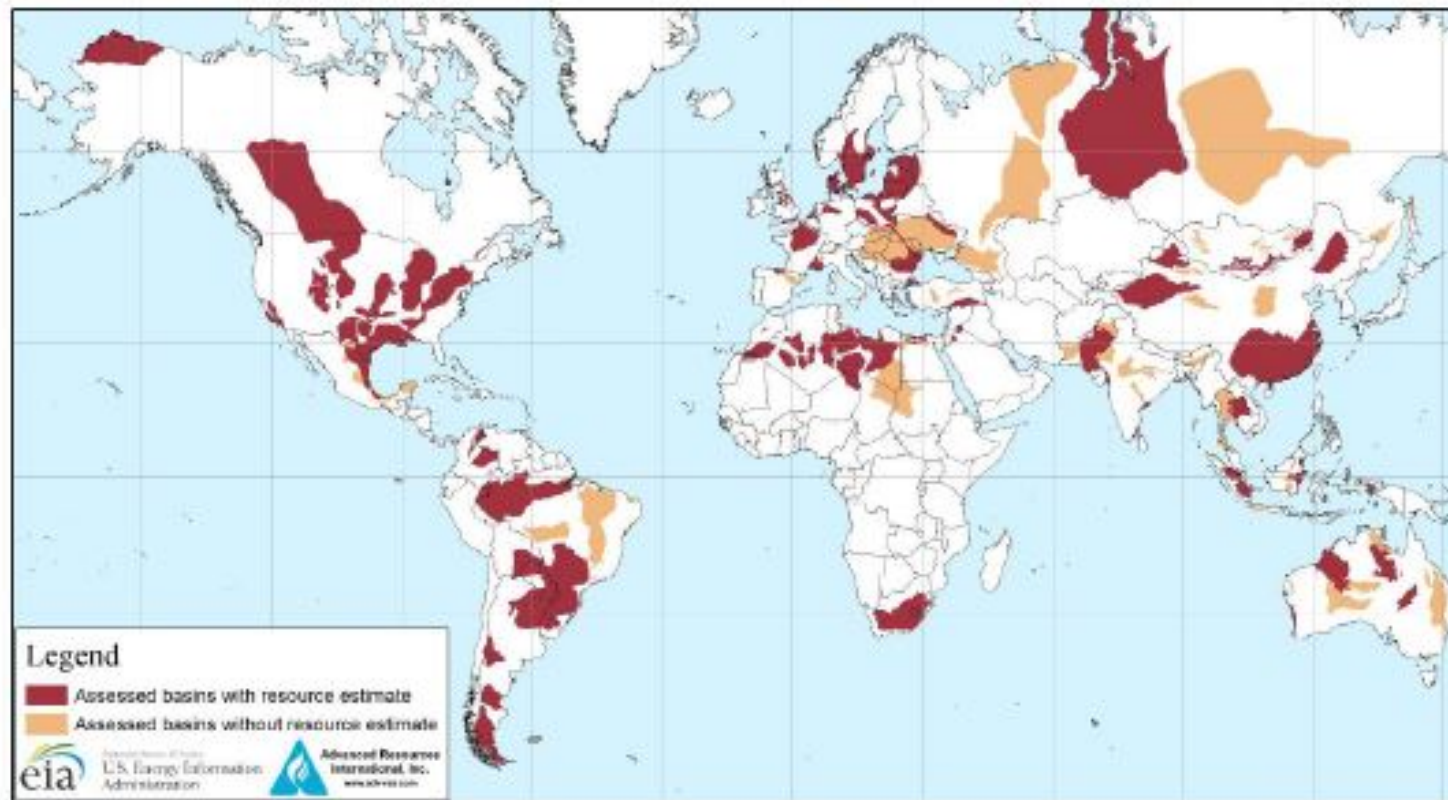 Legend
Assessed basins with resource estimate
Assessed basins without resource estimate
eia
U.S. Energy Information
Administration
Advanced Resources
International, Inc.